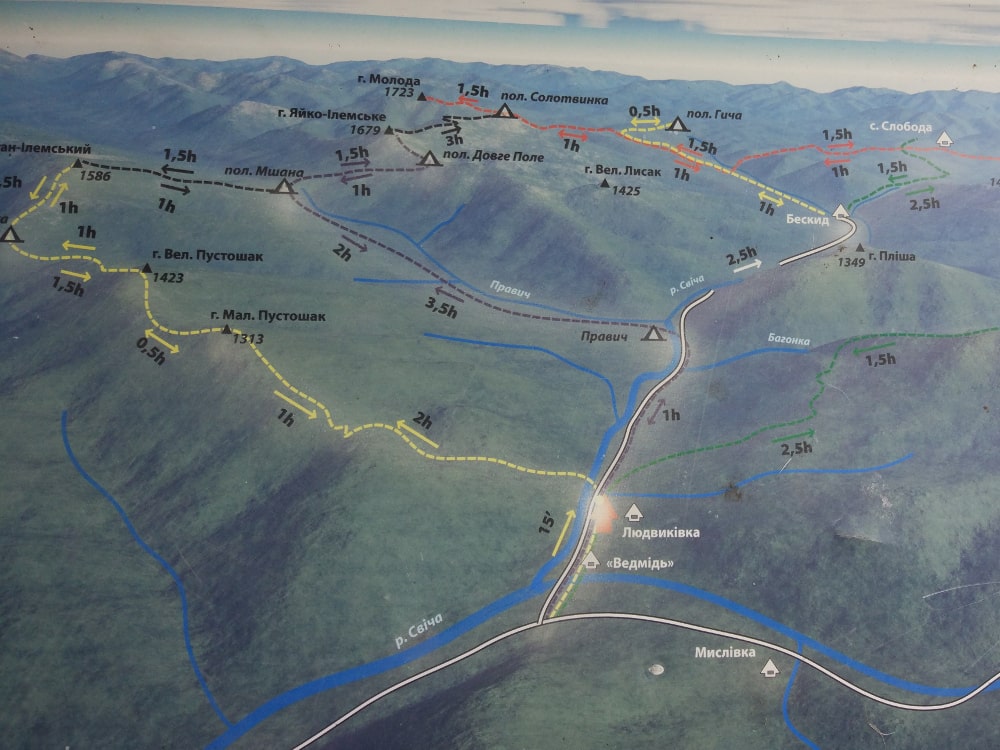 г. Молода
1723
1,5h
пол. Солотвинка
г. Яйко-Ілемське
1679
3h
0,5h
пол. Гича
1,5h
с. Слобода
ан-Ілемський
1586
1,5h
1h
1,5h
1h
пол. Довге Поле
пол. Мшана
1h
1,5h
1h
г. Вел. Лисак
1425
1h
1,5h
2,5h
,5h
1h
1h
Бескид
а
1h
1,5h
г. Вел. Пустошак
1423
2h
2,5h
1349
г. Пліша
р. Свіча
Правич
3,5h
г. Мал. Пустошак
1313
Правич
Багонка
0,5h
1,5h
1h
2h
1h
2,5h
15'
Людвиківка
«Ведмідь»
р. Свіча
Мислівка